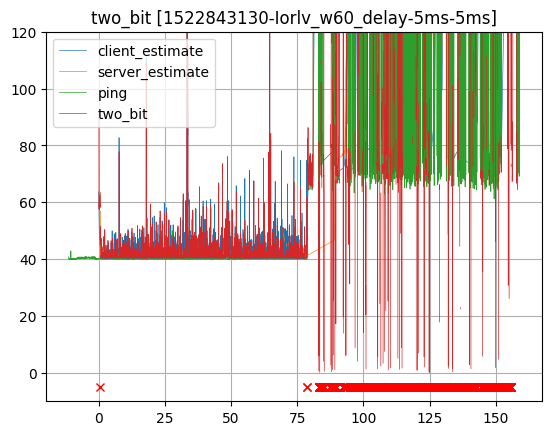 two_bit [1522843130-Iorlv_w60_delay-5ms-5ms]
client_estimate
server_estimate
ping
two_bit
120
100
80
60
40
20
0
0 25 50 75 100 125 150